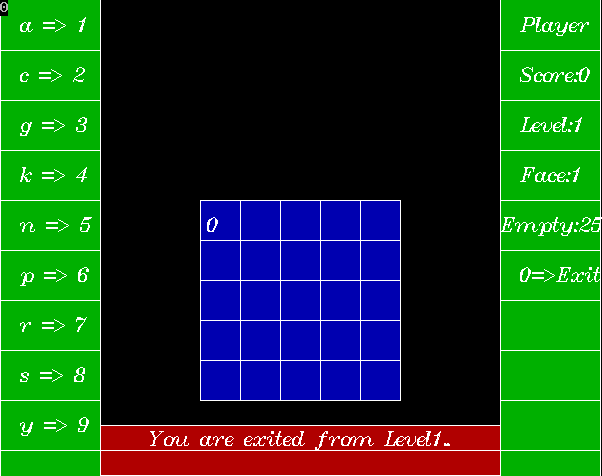 0
a => 1
c => 2
g => 3
k => 4
n => 5
p => 6
r => 7
s => 8
y => 9
0
You are exited from Level1..
Player
Score:0
Level:1
Face:1
Empty:25
0=>Exit